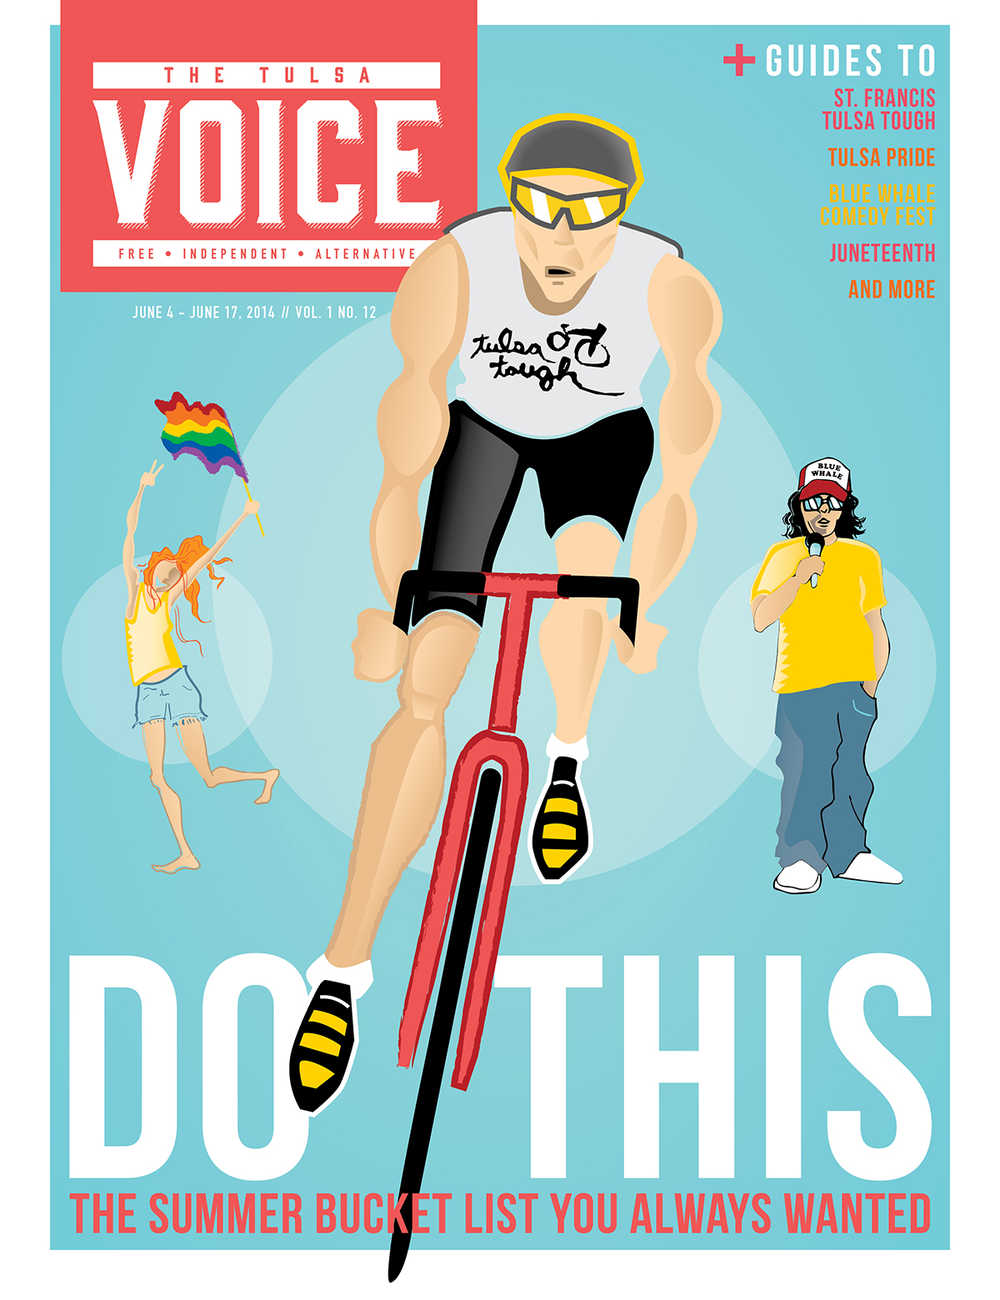 THE TULSA
VOICE
FREE • INDEPENDENT • ALTERNATIVE
JUNE 4 – JUNE 17, 2014 // VOL. 1 NO. 12
+ GUIDES TO
ST. FRANCIS
TULSA TOUGH
TULSA PRIDE
BLUE WHALE
COMEDY FEST
JUNETEENTH
AND MORE
tulsa
tough
BLUE
WHALE
DO THIS
THE SUMMER BUCKET LIST YOU ALWAYS WANTED